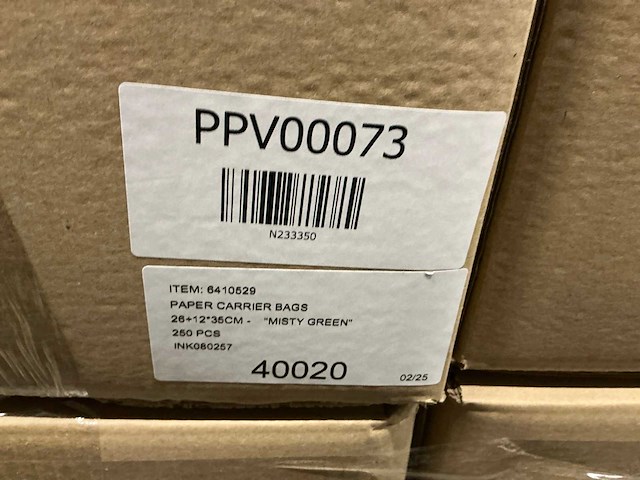 PPV00073
N233350
ITEM: 6410529
PAPER CARRIER BAGS
26+12*35CM - "MISTY GREEN"
250 PCS
INK080257
40020
02/25